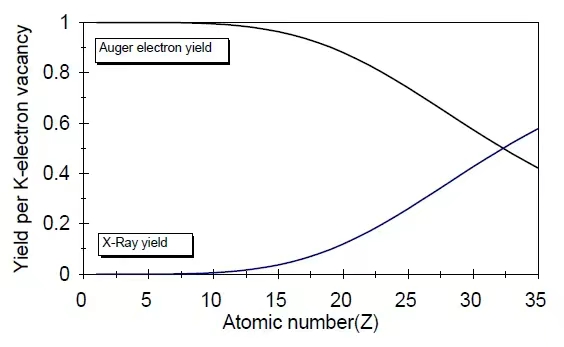 Yield per K-electron vacancy
1
0.8
0.6
0.4
0.2
0
Auger electron yield
X-Ray yield
0 5 10 15 20 25 30 35
Atomic number(Z)